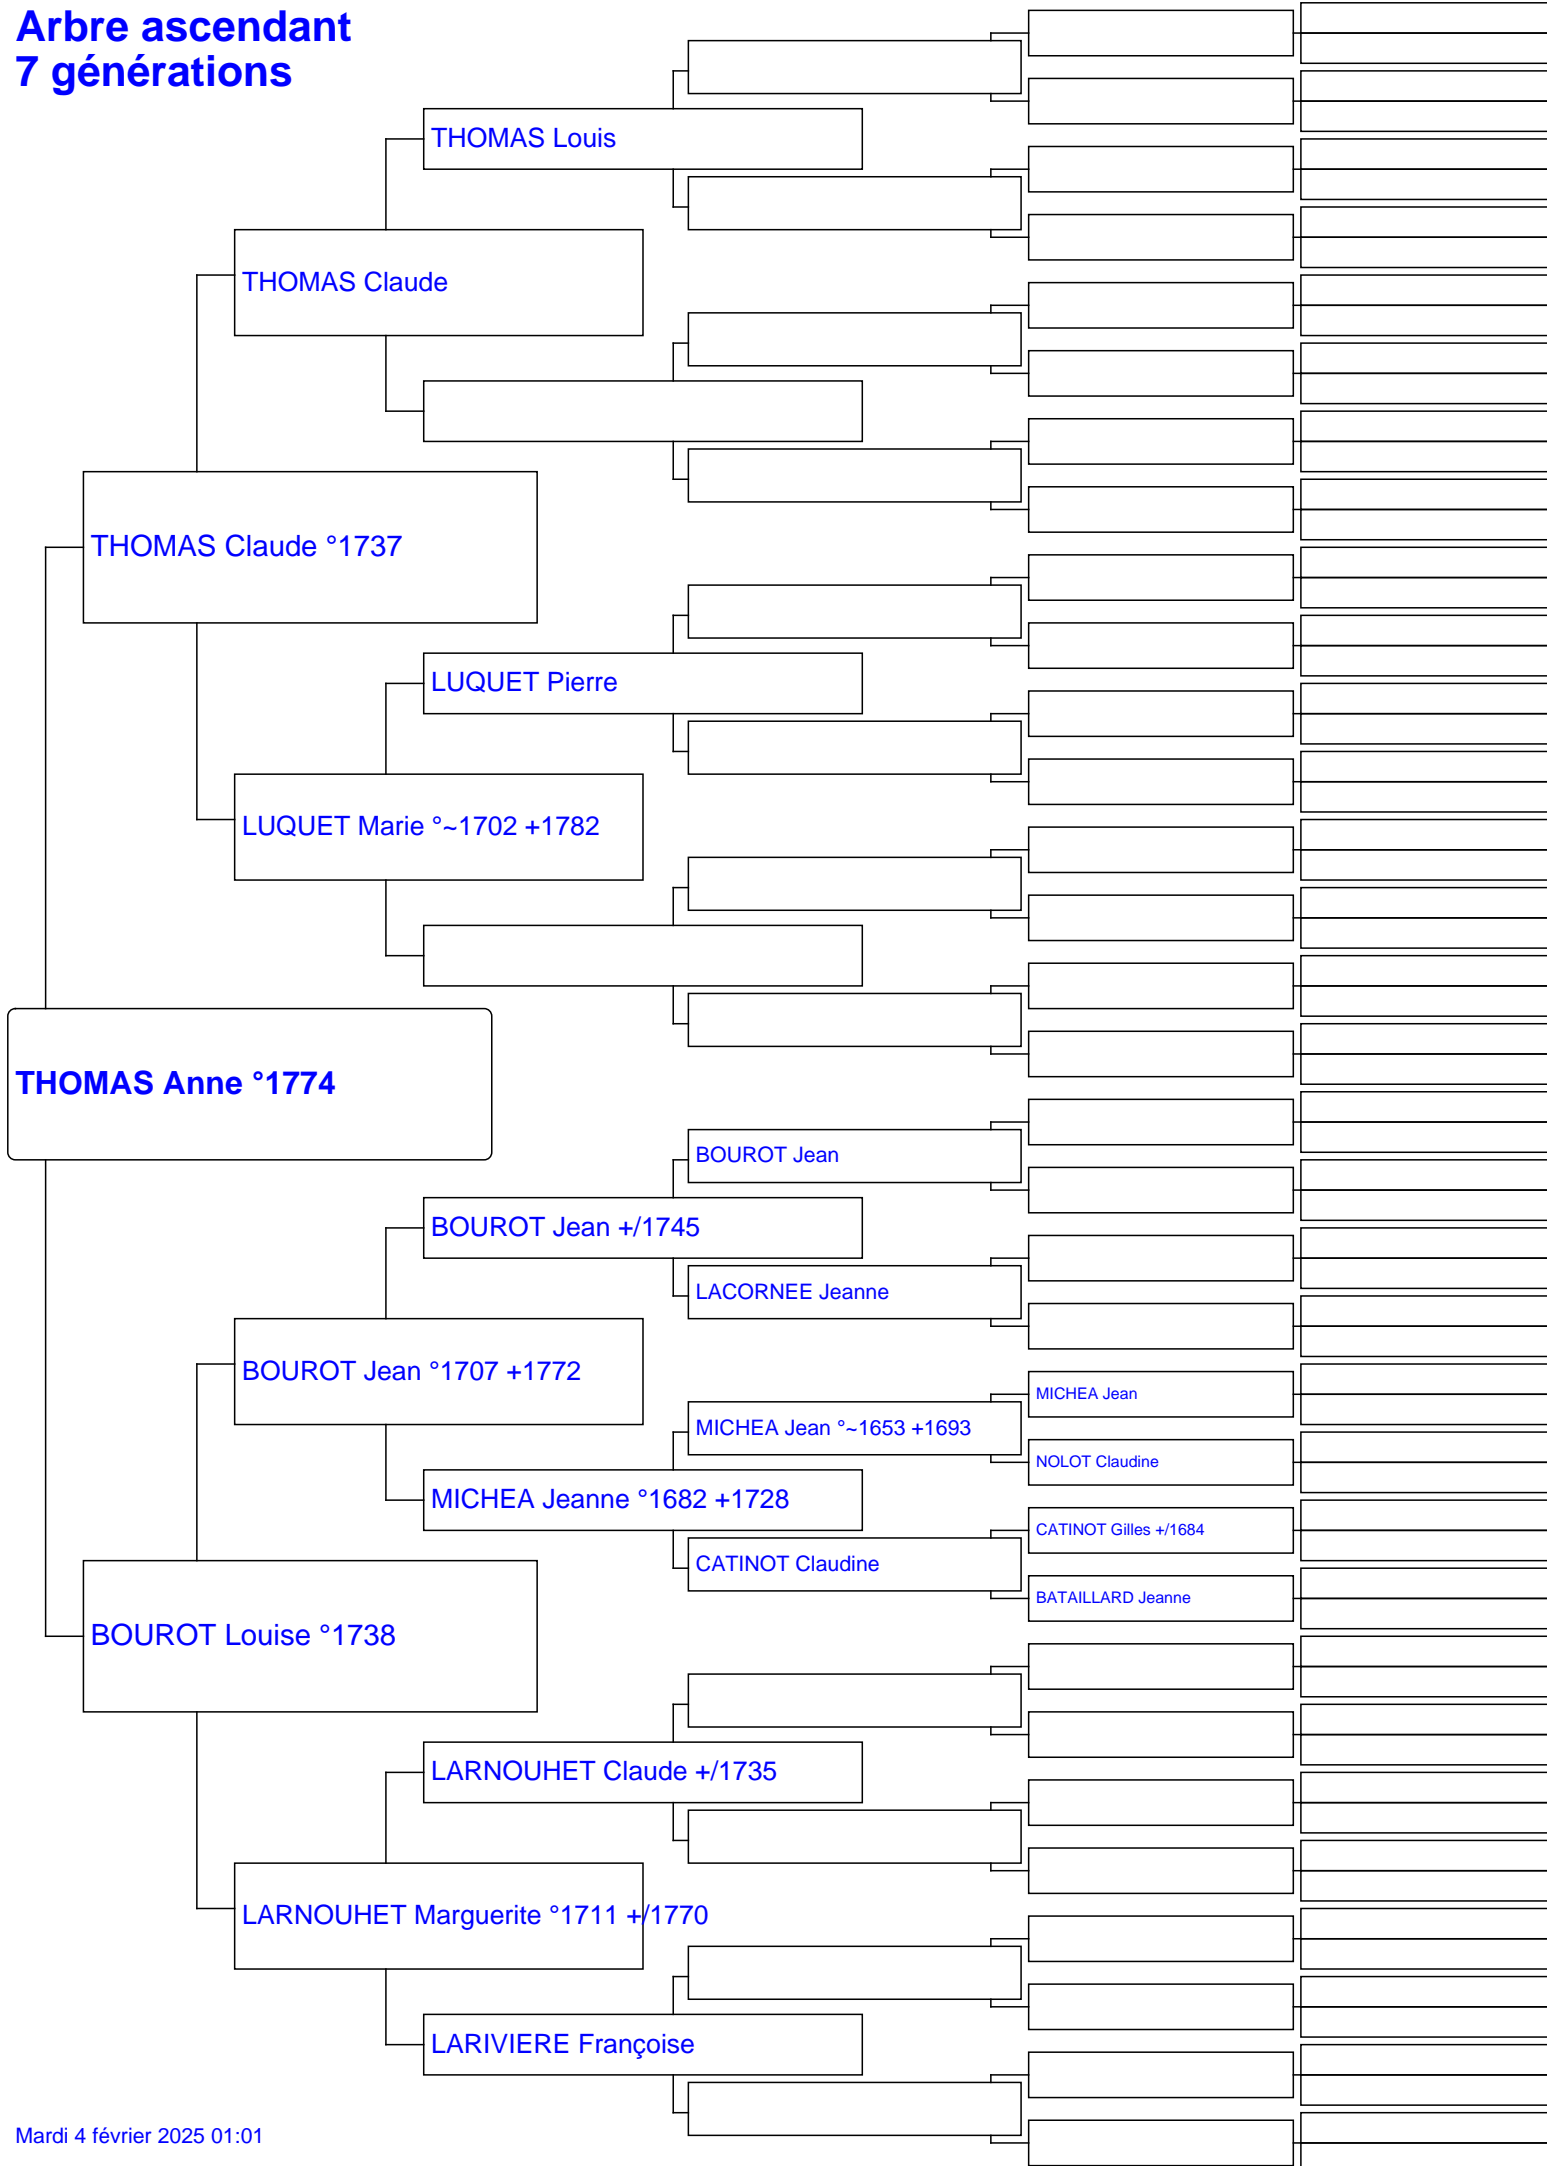 Arbre ascendant
7 générations
THOMAS Louis
THOMAS Claude
THOMAS Claude °1737
LUQUET Pierre
LUQUET Marie °~1702 +1782
THOMAS Anne °1774
BOUROT Jean
BOUROT Jean +/1745
LACORNEE Jeanne
BOUROT Jean °1707 +1772
MICHEA Jean
MICHEA Jean °~1653 +1693
NOLOT Claudine
MICHEA Jeanne °1682 +1728
CATINOT Gilles +/1684
CATINOT Claudine
BATAILLARD Jeanne
BOUROT Louise °1738
LARNOUHET Claude +/1735
LARNOUHET Marguerite °1711 +/1770
LARIVIERE Françoise
Mardi 4 février 2025 01:01